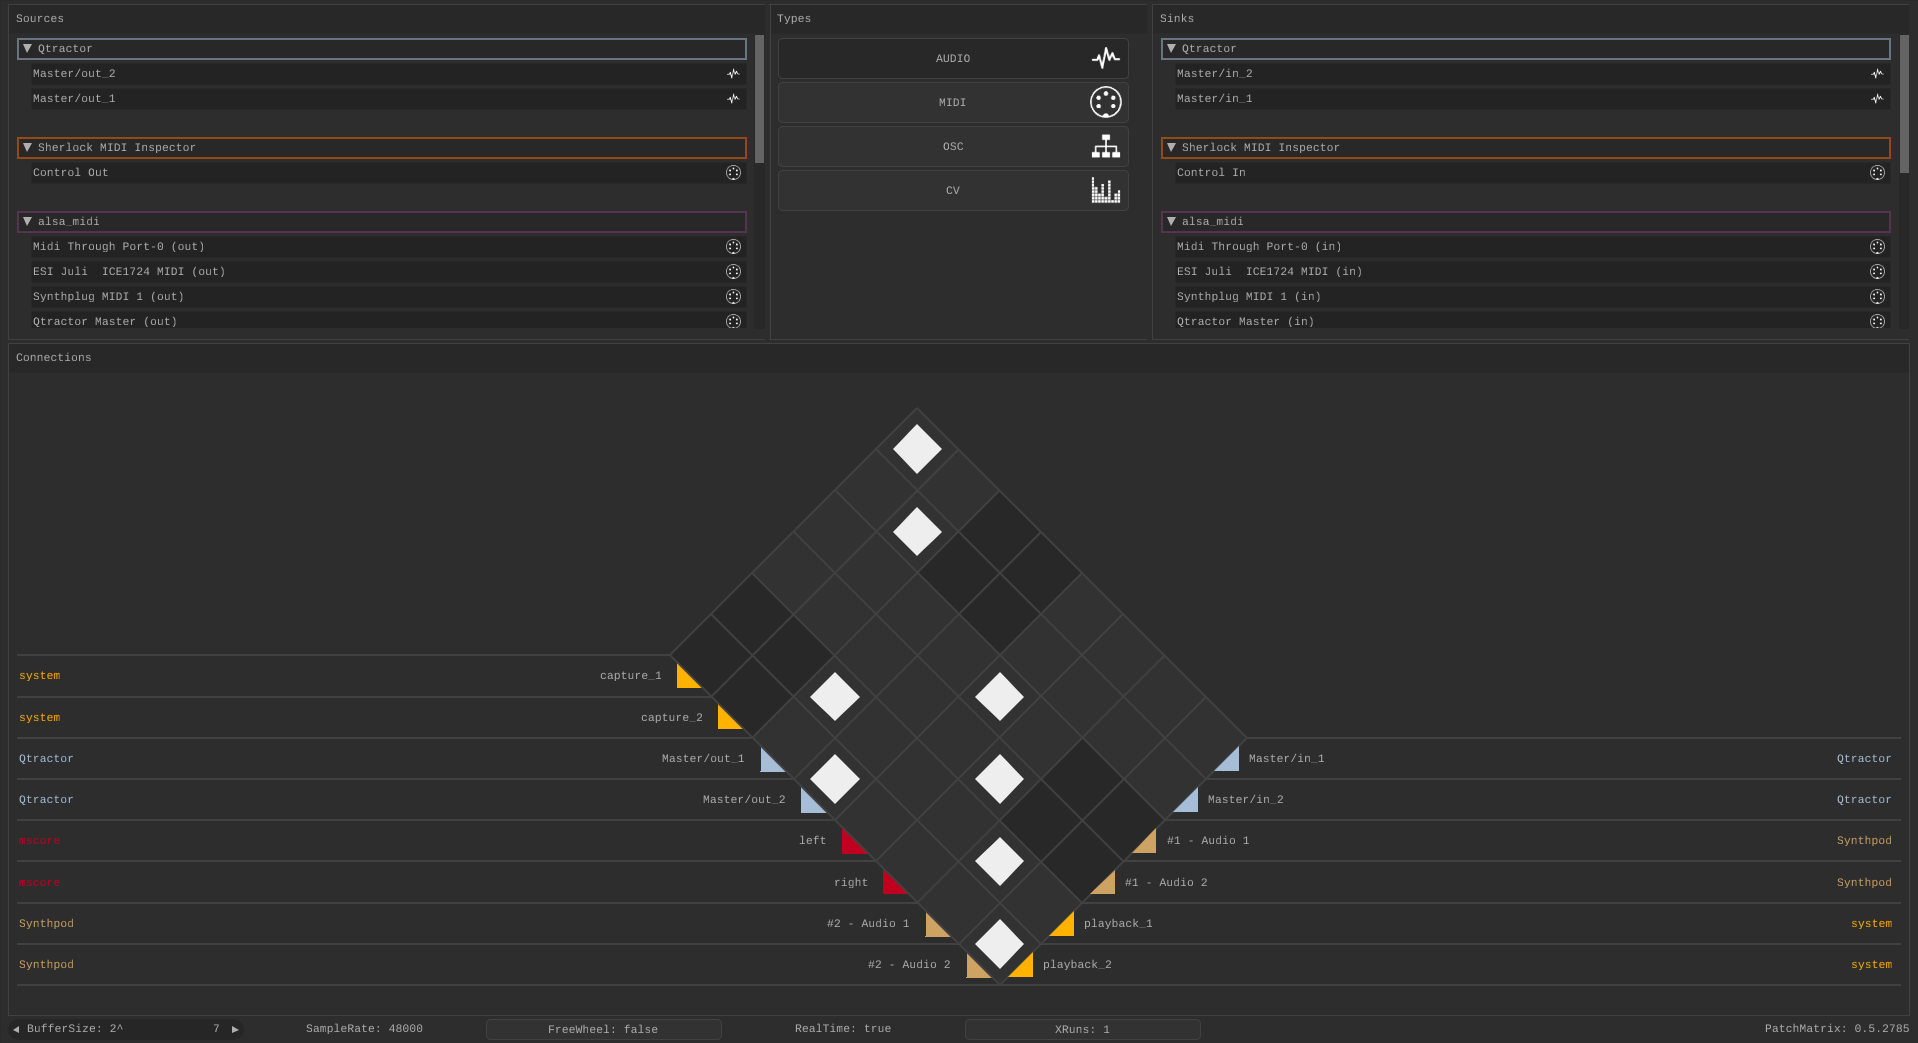 Sources
Qtractor
Master/out_2
Master/out_1
Sherlock MIDI Inspector
Control Out
alsa_midi
Midi Through Port-0 (out)
ESI Juli  ICE1724 MIDI (out)
Synthplug MIDI 1 (out)
Qtractor Master (out)
Types
AUDIO
MIDI
OSC
CV
Sinks
Qtractor
Master/in_2
Master/in_1
Sherlock MIDI Inspector
Control In
alsa_midi
Midi Through Port-0 (in)
ESI Juli  ICE1724 MIDI (in)
Synthplug MIDI 1 (in)
Qtractor Master (in)
Connections
system capture_1
system capture_2
Qtractor Master/out_1 Master/in_1 Qtractor
Qtractor Master/out_2 Master/in_2 Qtractor
mscore left #1 - Audio 1 Synthpod
mscore right #1 - Audio 2 Synthpod
Synthpod #2 - Audio 1 playback_1 system
Synthpod #2 - Audio 2 playback_2 system
BufferSize: 2^ 7 SampleRate: 48000 FreeWheel: false RealTime: true XRuns: 1 PatchMatrix: 0.5.2785